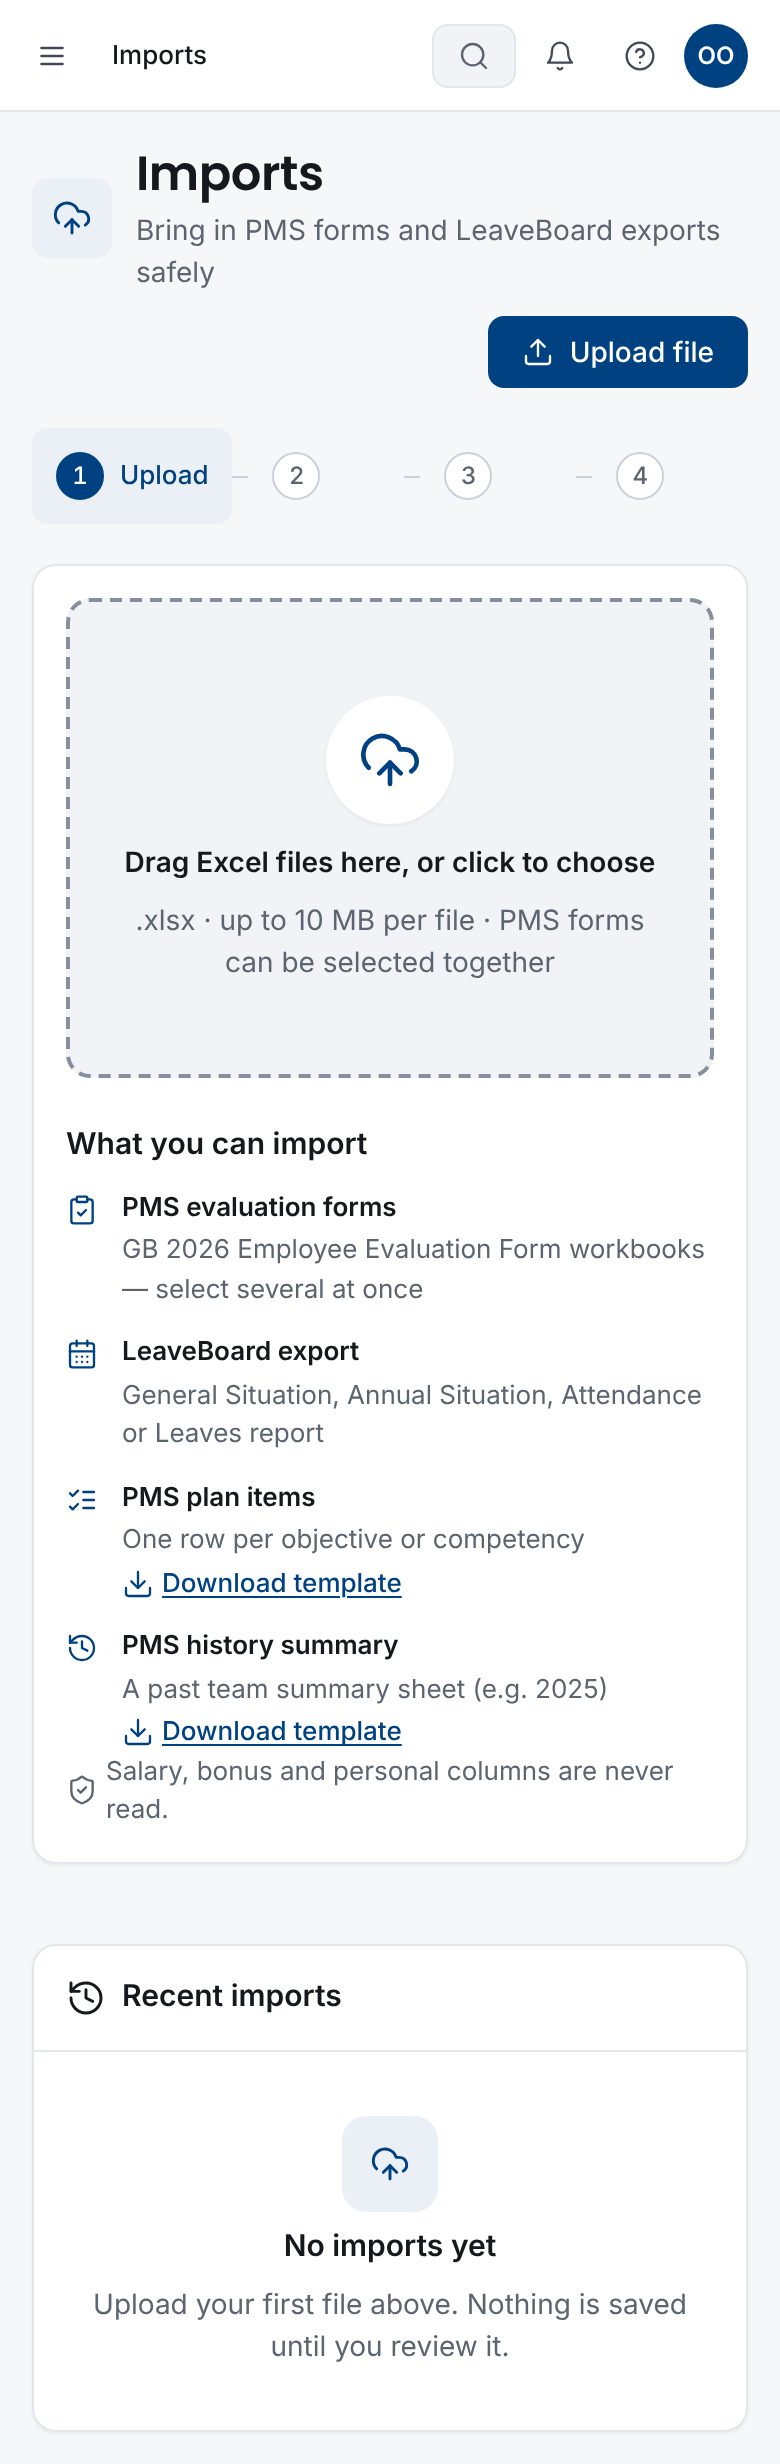 Imports
OO
Imports
Bring in PMS forms and LeaveBoard exports
safely
Upload file
1 Upload 2 3 4
Drag Excel files here, or click to choose
.xlsx · up to 10 MB per file · PMS forms
can be selected together
What you can import
PMS evaluation forms
GB 2026 Employee Evaluation Form workbooks
— select several at once
LeaveBoard export
General Situation, Annual Situation, Attendance
or Leaves report
PMS plan items
One row per objective or competency
Download template
PMS history summary
A past team summary sheet (e.g. 2025)
Download template
Salary, bonus and personal columns are never
read.
Recent imports
No imports yet
Upload your first file above. Nothing is saved
until you review it.